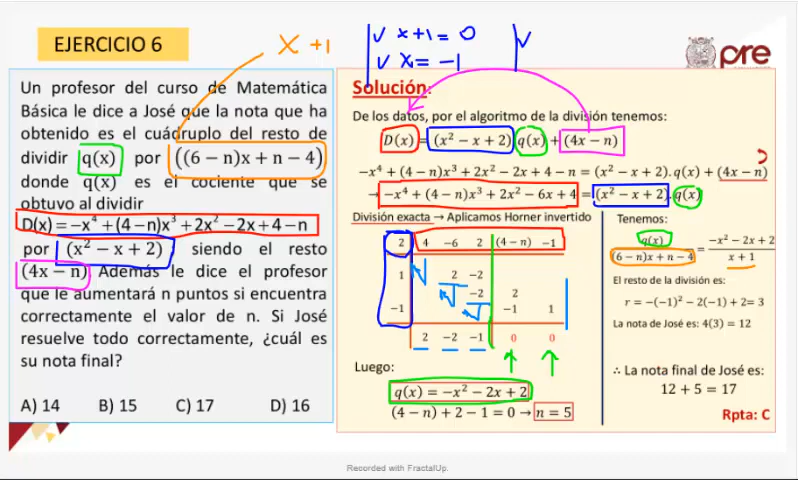 EJERCICIO 6
x + 1
√ x+1 = 0
√ x = -1
√
pre
Un profesor del curso de Matemática
Básica le dice a José que la nota que ha
obtenido es el cuádruplo del resto de
dividir q(x) por ((6 − n)x + n − 4)
donde q(x) es el cociente que se
obtuvo al dividir
D(x) = −x⁴ + (4−n)x³ + 2x² − 2x + 4 − n
por (x² − x + 2) siendo el resto
(4x − n). Además le dice el profesor
que le aumentará n puntos si encuentra
correctamente el valor de n. Si José
resuelve todo correctamente, ¿cuál es
su nota final?
A) 14 B) 15 C) 17 D) 16
Solución:
De los datos, por el algoritmo de la división tenemos:
D(x) = (x² − x + 2) q(x) + (4x − n)
−x⁴ + (4 − n)x³ + 2x² − 2x + 4 − n = (x² − x + 2). q(x) + (4x − n)
→ −x⁴ + (4 − n)x³ + 2x² − 6x + 4 = (x² − x + 2). q(x)
División exacta → Aplicamos Horner invertido
2 4 −6 2 (4 − n) −1
1 2 −2
−2 2
−1 −1 1
2 −2 −1 0 0
Luego:
q(x) = −x² − 2x + 2
(4 − n) + 2 − 1 = 0 → n = 5
Tenemos:
q(x) / (6 − n)x + n − 4 = −x² − 2x + 2 / x + 1
El resto de la división es:
r = −(−1)² − 2(−1) + 2 = 3
La nota de José es: 4(3) = 12
∴ La nota final de José es:
12 + 5 = 17
Rpta: C
Recorded with FractalUp.